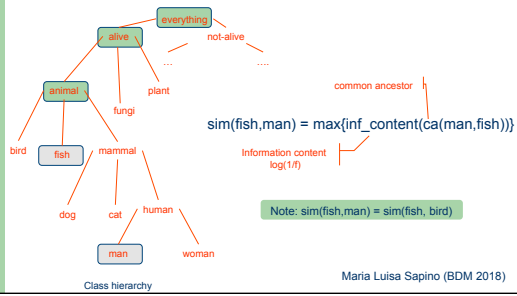 everything
alive
not-alive
…
….
animal
plant
fungi
common ancestor
sim(fish,man) = max{inf_content(ca(man,fish))}
bird
fish
mammal
Information content
log(1/f)
dog
cat
human
Note: sim(fish,man) = sim(fish, bird)
man
woman
Class hierarchy
Maria Luisa Sapino (BDM 2018)